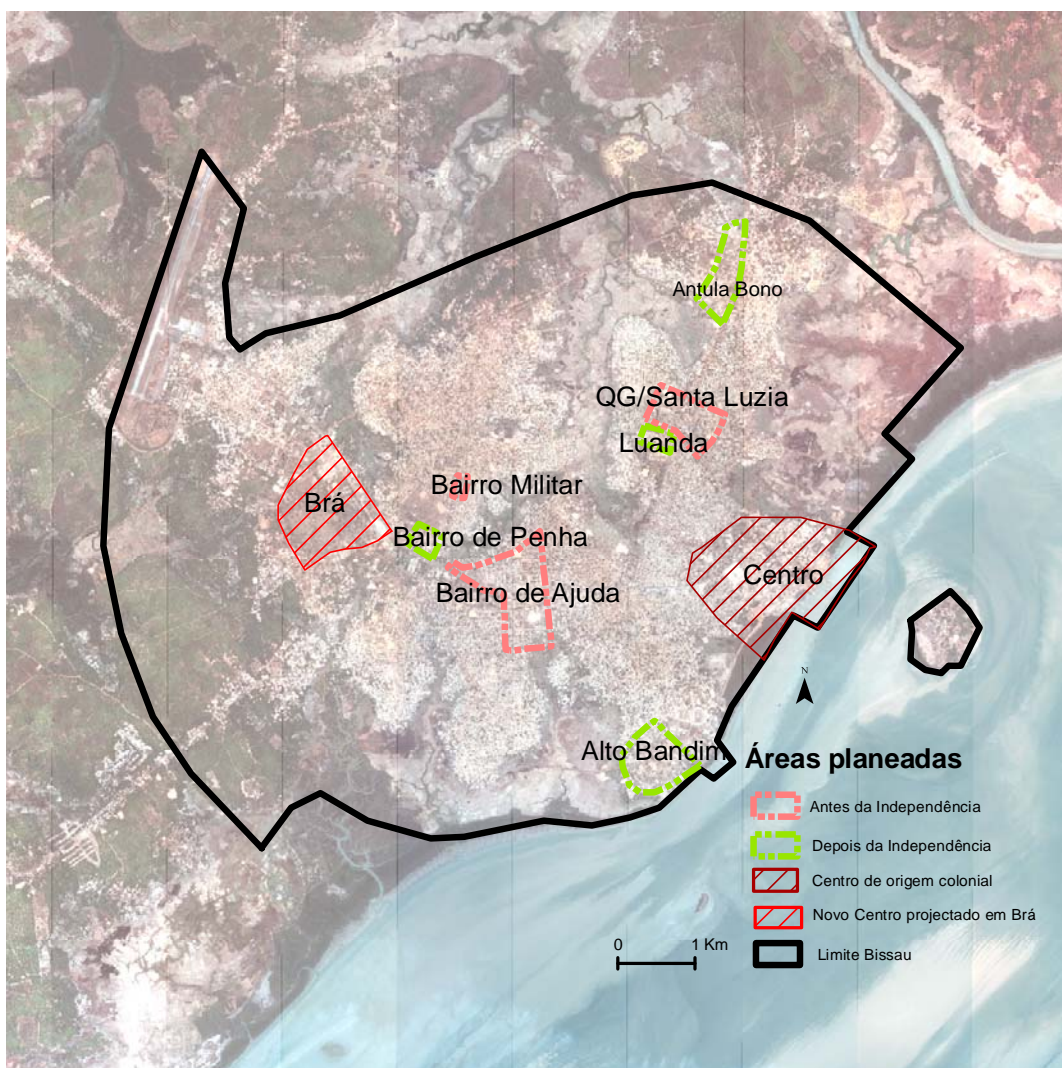 Antula Bono
QG/Santa Luzia
Luanda
Bairro Militar
Brá
Bairro de Penha
Centro
Bairro de Ajuda
N
Alto Bandim
Áreas planeadas
Antes da Independência
Depois da Independência
Centro de origem colonial
Novo Centro projectado em Brá
Limite Bissau
0 1 Km